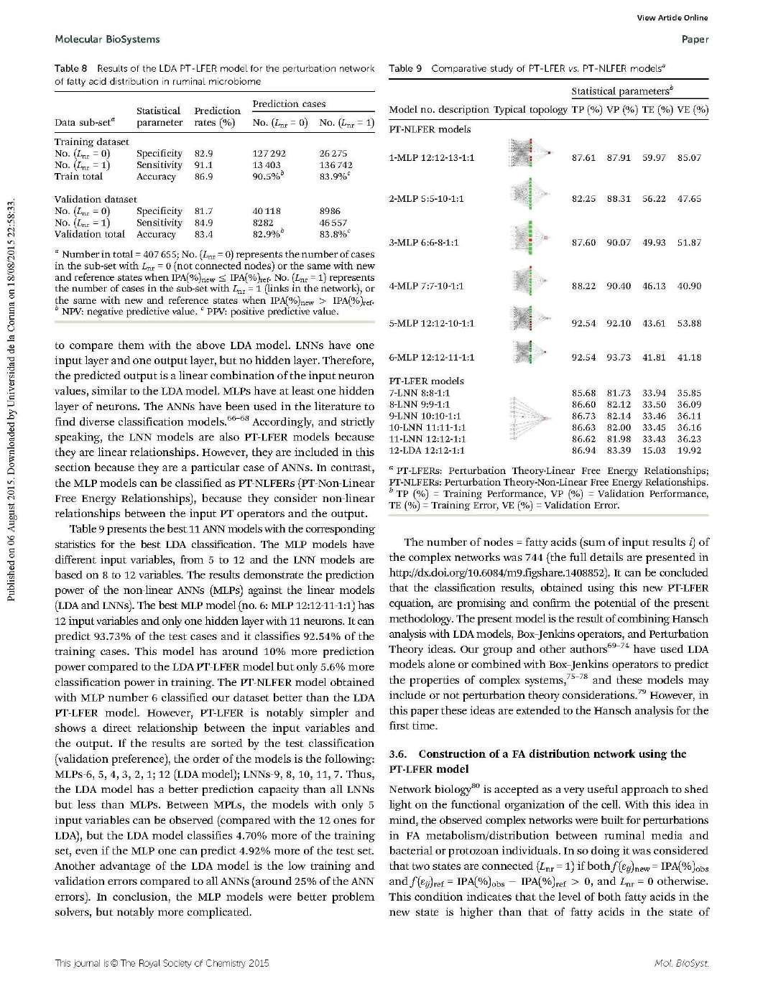 View Article Online
Molecular BioSystems
Paper
Published on 06 August 2015. Downloaded by Universidad de la Coruna on 18/08/2015 22:58:33.
Table 8 Results of the LDA PT-LFER model for the perturbation network
of fatty acid distribution in ruminal microbiome
Prediction cases
Statistical Prediction
Data sub-setᵃ parameter rates (%) No. (Lnr = 0) No. (Lnr = 1)
Training dataset
No. (Lnr = 0) Specificity 82.9 127 292 26 275
No. (Lnr = 1) Sensitivity 91.1 13 403 136 742
Train total Accuracy 86.9 90.5%ᵇ 83.9%ᶜ
Validation dataset
No. (Lnr = 0) Specificity 81.7 40 118 8986
No. (Lnr = 1) Sensitivity 84.9 8282 46 557
Validation total Accuracy 83.4 82.9%ᵇ 83.8%ᶜ
ᵃ Number in total = 407 655; No. (Lnr = 0) represents the number of cases
in the sub-set with Lnr = 0 (not connected nodes) or the same with new
and reference states when IPA(%)new ≤ IPA(%)ref. No. (Lnr = 1) represents
the number of cases in the sub-set with Lnr = 1 (links in the network), or
the same with new and reference states when IPA(%)new > IPA(%)ref.
ᵇ NPV: negative predictive value. ᶜ PPV: positive predictive value.
to compare them with the above LDA model. LNNs have one
input layer and one output layer, but no hidden layer. Therefore,
the predicted output is a linear combination of the input neuron
values, similar to the LDA model. MLPs have at least one hidden
layer of neurons. The ANNs have been used in the literature to
find diverse classification models.⁶⁶⁻⁶⁸ Accordingly, and strictly
speaking, the LNN models are also PT-LFER models because
they are linear relationships. However, they are included in this
section because they are a particular case of ANNs. In contrast,
the MLP models can be classified as PT-NLFERs (PT-Non-Linear
Free Energy Relationships), because they consider non-linear
relationships between the input PT operators and the output.
Table 9 presents the best 11 ANN models with the corresponding
statistics for the best LDA classification. The MLP models have
different input variables, from 5 to 12 and the LNN models are
based on 8 to 12 variables. The results demonstrate the prediction
power of the non-linear ANNs (MLPs) against the linear models
(LDA and LNNs). The best MLP model (no. 6: MLP 12:12-11-1:1) has
12 input variables and only one hidden layer with 11 neurons. It can
predict 93.73% of the test cases and it classifies 92.54% of the
training cases. This model has around 10% more prediction
power compared to the LDA PT-LFER model but only 5.6% more
classification power in training. The PT-NLFER model obtained
with MLP number 6 classified our dataset better than the LDA
PT-LFER model. However, PT-LFER is notably simpler and
shows a direct relationship between the input variables and
the output. If the results are sorted by the test classification
(validation preference), the order of the models is the following:
MLPs-6, 5, 4, 3, 2, 1; 12 (LDA model); LNNs-9, 8, 10, 11, 7. Thus,
the LDA model has a better prediction capacity than all LNNs
but less than MLPs. Between MPLs, the models with only 5
input variables can be observed (compared with the 12 ones for
LDA), but the LDA model classifies 4.70% more of the training
set, even if the MLP one can predict 4.92% more of the test set.
Another advantage of the LDA model is the low training and
validation errors compared to all ANNs (around 25% of the ANN
errors). In conclusion, the MLP models were better problem
solvers, but notably more complicated.
Table 9 Comparative study of PT-LFER vs. PT-NLFER modelsᵃ
Statistical parametersᵇ
Model no. description Typical topology TP (%) VP (%) TE (%) VE (%)
PT-NLFER models
1-MLP 12:12-13-1:1 87.61 87.91 59.97 85.07
2-MLP 5:5-10-1:1 82.25 88.31 56.22 47.65
3-MLP 6:6-8-1:1 87.60 90.07 49.93 51.87
4-MLP 7:7-10-1:1 88.22 90.40 46.13 40.90
5-MLP 12:12-10-1:1 92.54 92.10 43.61 53.88
6-MLP 12:12-11-1:1 92.54 93.73 41.81 41.18
PT-LFER models
7-LNN 8:8-1:1 85.68 81.73 33.94 35.85
8-LNN 9:9-1:1 86.60 82.12 33.50 36.09
9-LNN 10:10-1:1 86.73 82.14 33.46 36.11
10-LNN 11:11-1:1 86.63 82.00 33.45 36.16
11-LNN 12:12-1:1 86.62 81.98 33.43 36.23
12-LDA 12:12-1:1 86.94 83.39 15.03 19.92
ᵃ PT-LFERs: Perturbation Theory-Linear Free Energy Relationships;
PT-NLFERs: Perturbation Theory-Non-Linear Free Energy Relationships.
ᵇ TP (%) = Training Performance, VP (%) = Validation Performance,
TE (%) = Training Error, VE (%) = Validation Error.
The number of nodes = fatty acids (sum of input results i) of
the complex networks was 744 (the full details are presented in
http://dx.doi.org/10.6084/m9.figshare.1408852). It can be concluded
that the classification results, obtained using this new PT-LFER
equation, are promising and confirm the potential of the present
methodology. The present model is the result of combining Hansch
analysis with LDA models, Box–Jenkins operators, and Perturbation
Theory ideas. Our group and other authors⁶⁹⁻⁷⁴ have used LDA
models alone or combined with Box–Jenkins operators to predict
the properties of complex systems,⁷⁵⁻⁷⁸ and these models may
include or not perturbation theory considerations.⁷⁹ However, in
this paper these ideas are extended to the Hansch analysis for the
first time.
3.6. Construction of a FA distribution network using the
PT-LFER model
Network biology⁸⁰ is accepted as a very useful approach to shed
light on the functional organization of the cell. With this idea in
mind, the observed complex networks were built for perturbations
in FA metabolism/distribution between ruminal media and
bacterial or protozoan individuals. In so doing it was considered
that two states are connected (Lnr = 1) if both f(εij)new = IPA(%)obs
and f(εij)ref = IPA(%)obs − IPA(%)ref > 0, and Lnr = 0 otherwise.
This condition indicates that the level of both fatty acids in the
new state is higher than that of fatty acids in the state of
This journal is © The Royal Society of Chemistry 2015
Mol. BioSyst.